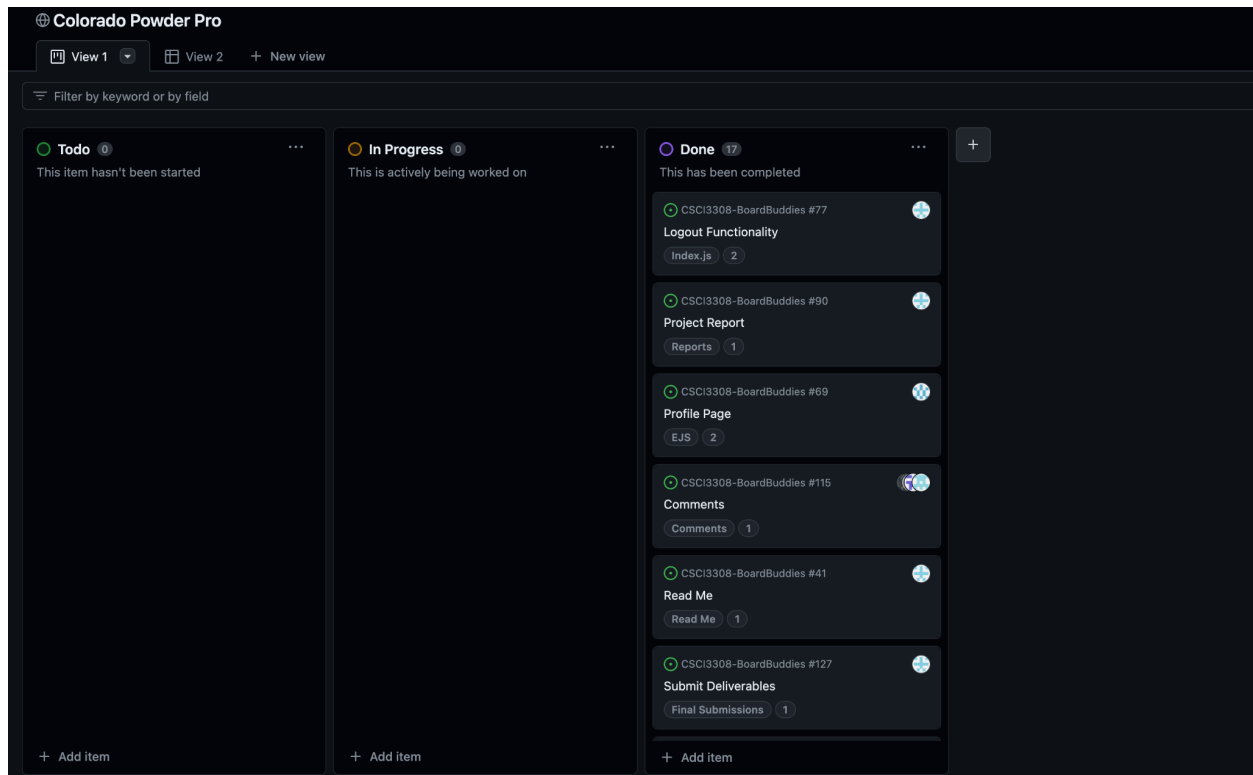 Colorado Powder Pro
View 1
View 2
+ New view
Filter by keyword or by field
Todo 0
This item hasn't been started
+ Add item
In Progress 0
This is actively being worked on
+ Add item
Done 17
This has been completed
CSCI3308-BoardBuddies #77
Logout Functionality
Index.js 2
CSCI3308-BoardBuddies #90
Project Report
Reports 1
CSCI3308-BoardBuddies #69
Profile Page
EJS 2
CSCI3308-BoardBuddies #115
Comments
Comments 1
CSCI3308-BoardBuddies #41
Read Me
Read Me 1
CSCI3308-BoardBuddies #127
Submit Deliverables
Final Submissions 1
+ Add item
+